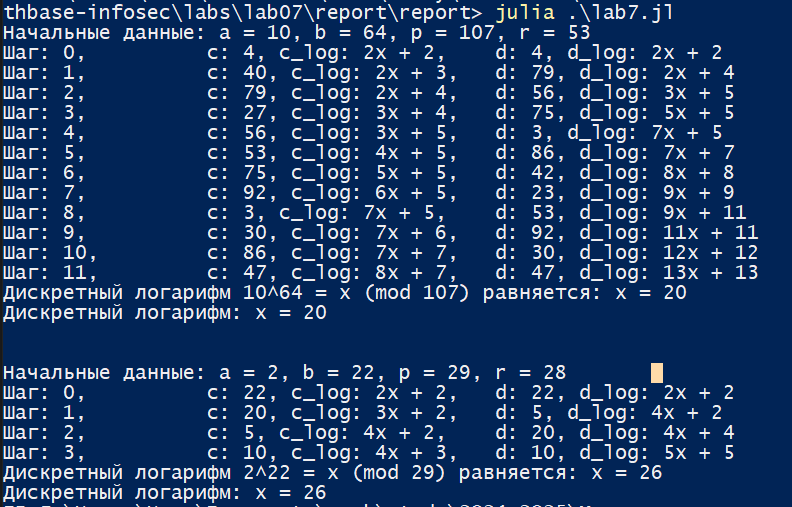 thbase-infosec\labs\lab07\report\report> julia .\lab7.jl
Начальные данные: a = 10, b = 64, p = 107, r = 53
Шаг: 0, c: 4, c_log: 2x + 2, d: 4, d_log: 2x + 2
Шаг: 1, c: 40, c_log: 2x + 3, d: 79, d_log: 2x + 4
Шаг: 2, c: 79, c_log: 2x + 4, d: 56, d_log: 3x + 5
Шаг: 3, c: 27, c_log: 3x + 4, d: 75, d_log: 5x + 5
Шаг: 4, c: 56, c_log: 3x + 5, d: 3, d_log: 7x + 5
Шаг: 5, c: 53, c_log: 4x + 5, d: 86, d_log: 7x + 7
Шаг: 6, c: 75, c_log: 5x + 5, d: 42, d_log: 8x + 8
Шаг: 7, c: 92, c_log: 6x + 5, d: 23, d_log: 9x + 9
Шаг: 8, c: 3, c_log: 7x + 5, d: 53, d_log: 9x + 11
Шаг: 9, c: 30, c_log: 7x + 6, d: 92, d_log: 11x + 11
Шаг: 10, c: 86, c_log: 7x + 7, d: 30, d_log: 12x + 12
Шаг: 11, c: 47, c_log: 8x + 7, d: 47, d_log: 13x + 13
Дискретный логарифм 10^64 = x (mod 107) равняется: x = 20
Дискретный логарифм: x = 20
Начальные данные: a = 2, b = 22, p = 29, r = 28
Шаг: 0, c: 22, c_log: 2x + 2, d: 22, d_log: 2x + 2
Шаг: 1, c: 20, c_log: 3x + 2, d: 5, d_log: 4x + 2
Шаг: 2, c: 5, c_log: 4x + 2, d: 20, d_log: 4x + 4
Шаг: 3, c: 10, c_log: 4x + 3, d: 10, d_log: 5x + 5
Дискретный логарифм 2^22 = x (mod 29) равняется: x = 26
Дискретный логарифм: x = 26